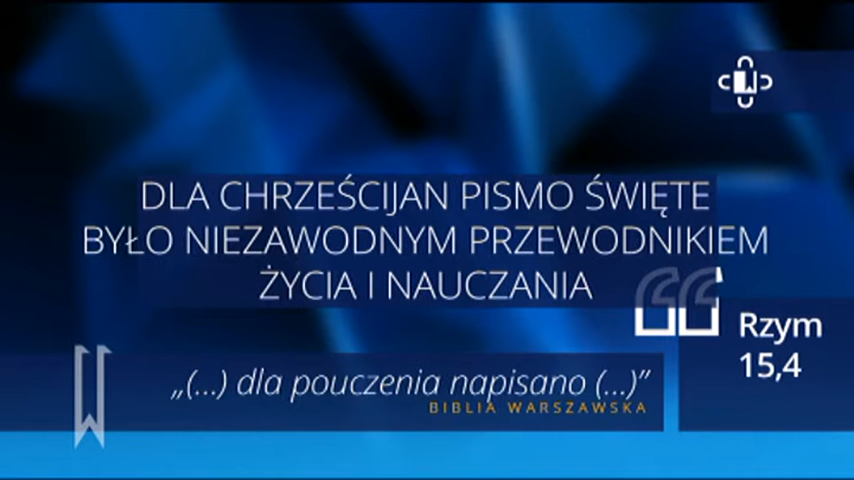 DLA CHRZEŚCIJAN PISMO ŚWIĘTE
BYŁO NIEZAWODNYM PRZEWODNIKIEM
ŻYCIA I NAUCZANIA
Rzym
15,4
„(...) dla pouczenia napisano (...)”
BIBLIA WARSZAWSKA